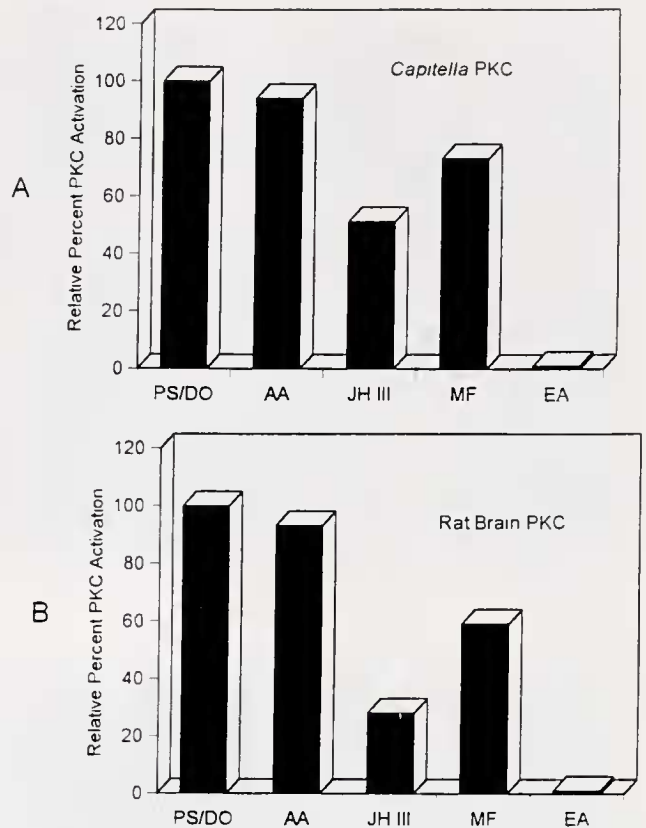 A
Relative Percent PKC Activation
120
100
80
60
40
20
0
Capitella PKC
PS/DO AA JH III MF EA
B
Relative Percent PKC Activation
120
100
80
60
40
20
0
Rat Brain PKC
PS/DO AA JH III MF EA